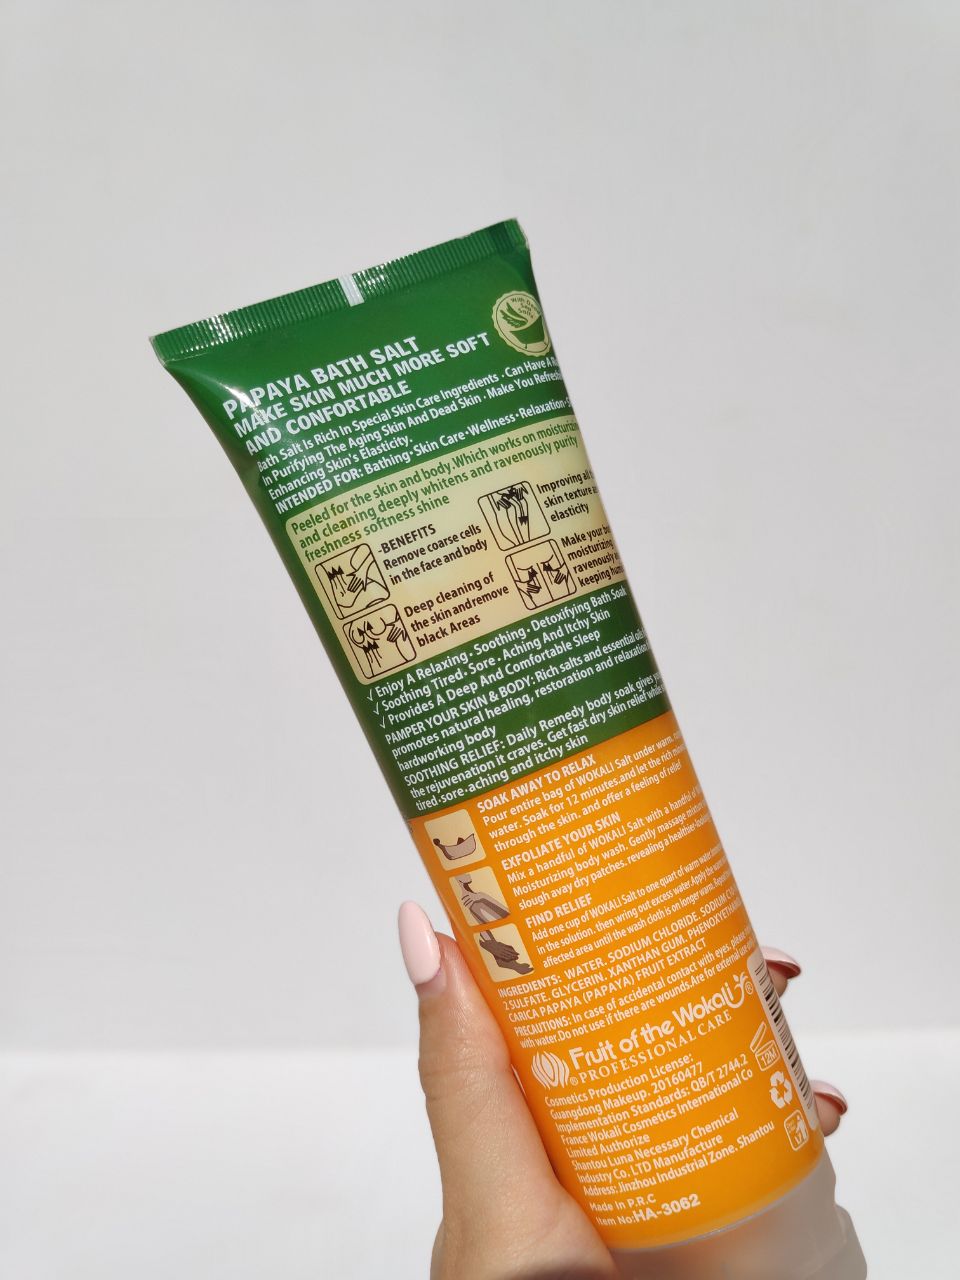 With
Salts
PAPAYA BATH SALT
MAKE SKIN MUCH MORE SOFT
AND CONFORTABLE
Bath Salt Is Rich In Special Skin Care Ingredients · Can Have A
In Purifying The Aging Skin And Dead Skin · Make You
Enhancing Skin's Elasticity.
INTENDED FOR: Bathing·Skin Care·Wellness·Relaxation·
Peeled for the skin and body.Which works on
and cleaning deeply whitens and ravenously purity
freshness softness shine
-BENEFITS
Remove coarse cells
in the face and body
Deep cleaning of
the skin and remove
black Areas
Improving all
skin texture
elasticity
Make your
moisturizing
ravenously
keeping
√ Enjoy A Relaxing · Soothing · Detoxifying Bath Soak
√ Soothing Tired · Sore · Aching And Itchy Skin
√ Provides A Deep And Comfortable Sleep
PAMPER YOUR SKIN & BODY: Rich salts and essential oils
promotes natural healing, restoration and relaxation
hardworking body
SOOTHING RELIEF: Daily Remedy body soak gives
the rejuvenation it craves. Get fast dry skin relief while
tired·sore·aching and itchy skin
SOAK AWAY TO RELAX
Pour entire bag of WOKALI Salt under warm,
water. Soak for 12 minutes.and let the rich
through the skin. and offer a feeling of relief
EXFOLIATE YOUR SKIN
Mix a handful of WOKALI Salt with a handful of
Moisturizing body wash. Gently massage
slough avay dry patches. revealing a
FIND RELIEF
Add one cup of WOKALI Salt to one quart of warm water
in the solution. then wring out excess water.Apply the
affected area until the wash cloth is on longer warm.
INGREDIENTS: WATER. SODIUM CHLORIDE. SODIUM
2 SULFATE. GLYCERIN. XANTHAN GUM.
CARICA PAPAYA (PAPAYA) FRUIT EXTRACT
PRECAUTIONS: In case of accidental contact with eyes,
with water.Do not use if there are wounds.Are for external use
Fruit of the Wokali®
® PROFESSIONAL CARE
12M
Cosmetics Production License:
Guangdong Makeup. 20160477
Implementation Standards: QB/T 2744.2
France Wokali Cosmetics International Co
Limited Authorize
Shantou Luna Necessary Chemical
Industry Co. LTD Manufacture
Address: Jinzhou Industrial Zone. Shantou
Made in P.R.C
Item No:HA-3062